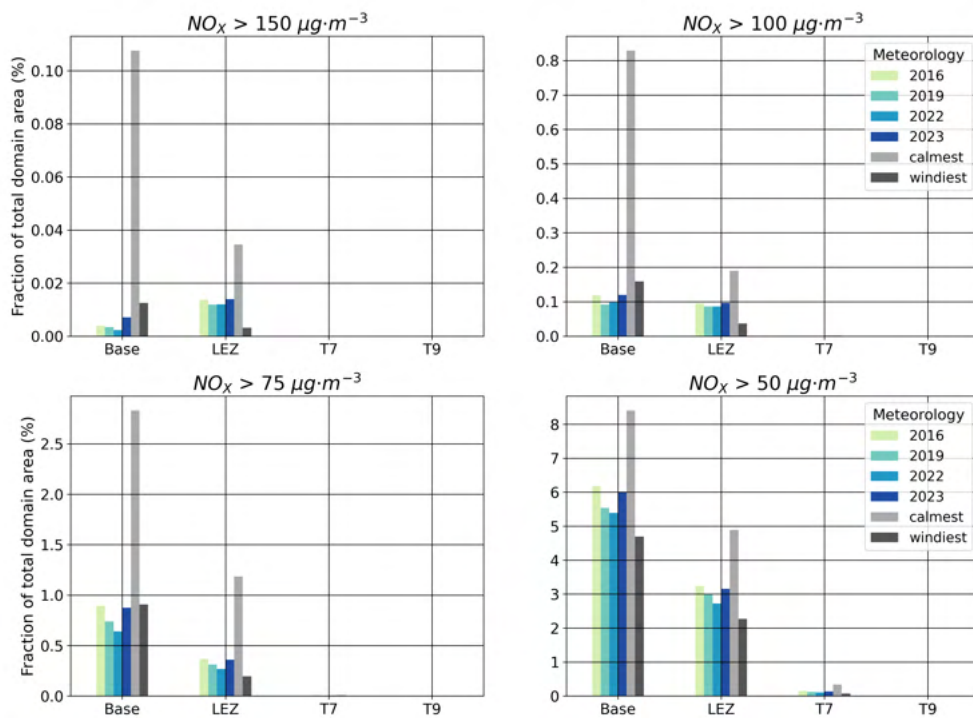 NOX > 150 μg·m−3
NOX > 100 μg·m−3
Fraction of total domain area (%)
0.10
0.08
0.06
0.04
0.02
0.00
Base LEZ T7 T9
0.8
0.7
0.6
0.5
0.4
0.3
0.2
0.1
0.0
Base LEZ T7 T9
Meteorology
2016
2019
2022
2023
calmest
windiest
NOX > 75 μg·m−3
NOX > 50 μg·m−3
Fraction of total domain area (%)
2.5
2.0
1.5
1.0
0.5
0.0
Base LEZ T7 T9
8
7
6
5
4
3
2
1
0
Base LEZ T7 T9
Meteorology
2016
2019
2022
2023
calmest
windiest